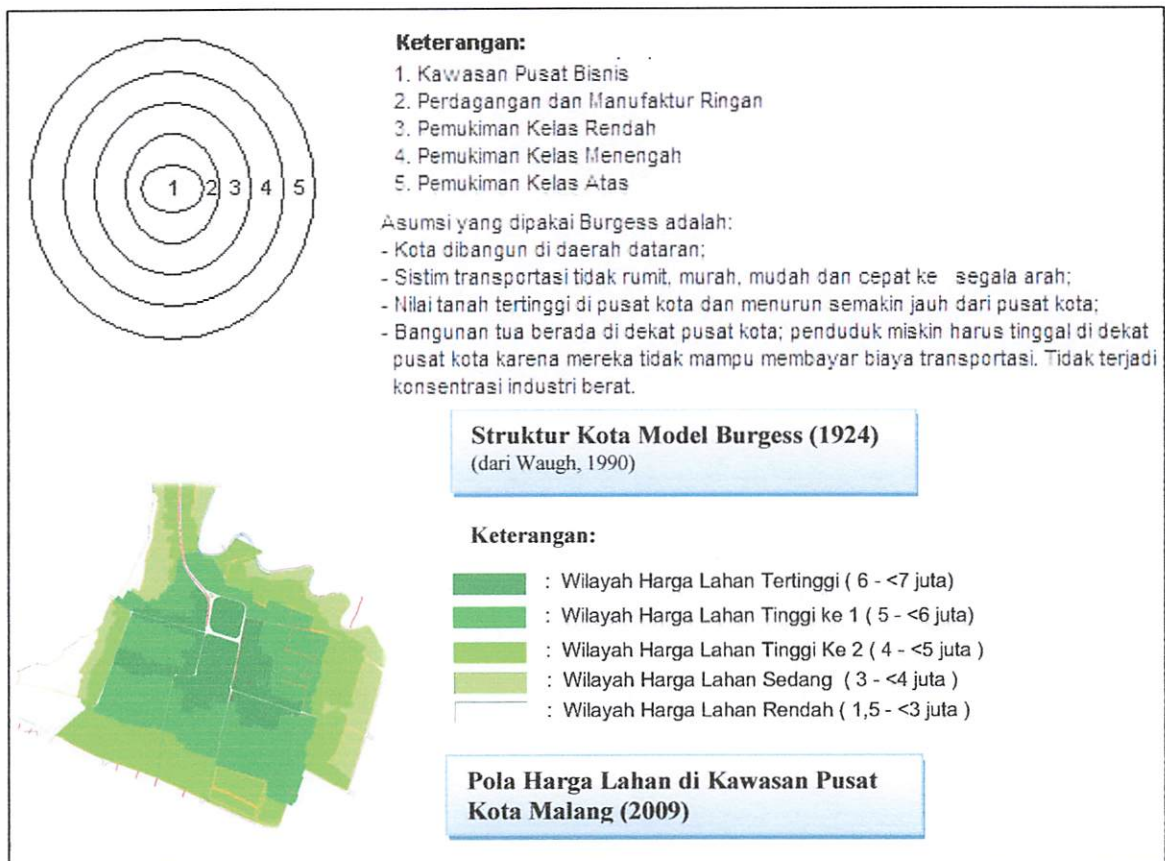 Keterangan:
1. Kawasan Pusat Bisnis
2. Perdagangan dan Manufaktur Ringan
3. Pemukiman Kelas Rendah
4. Pemukiman Kelas Menengah
5. Pemukiman Kelas Atas
1 2 3 4 5
Asumsi yang dipakai Burgess adalah:
- Kota dibangun di daerah dataran;
- Sistim transportasi tidak rumit, murah, mudah dan cepat ke segala arah;
- Nilai tanah tertinggi di pusat kota dan menurun semakin jauh dari pusat kota;
- Bangunan tua berada di dekat pusat kota; penduduk miskin harus tinggal di dekat
pusat kota karena mereka tidak mampu membayar biaya transportasi. Tidak terjadi
konsentrasi industri berat.
Struktur Kota Model Burgess (1924)
(dari Waugh, 1990)
Keterangan:
: Wilayah Harga Lahan Tertinggi ( 6 - <7 juta)
: Wilayah Harga Lahan Tinggi ke 1 ( 5 - <6 juta)
: Wilayah Harga Lahan Tinggi Ke 2 ( 4 - <5 juta )
: Wilayah Harga Lahan Sedang ( 3 - <4 juta )
: Wilayah Harga Lahan Rendah ( 1,5 - <3 juta )
Pola Harga Lahan di Kawasan Pusat
Kota Malang (2009)